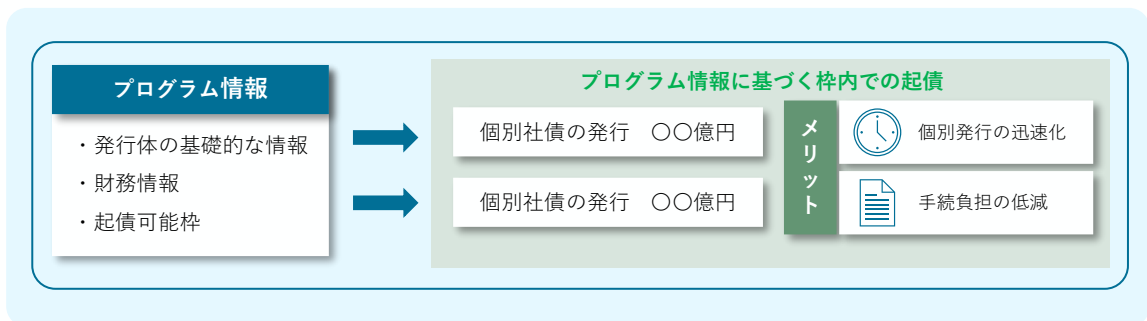 プログラム情報
・発行体の基礎的な情報
・財務情報
・起債可能枠
プログラム情報に基づく枠内での起債
個別社債の発行　〇〇億円
個別社債の発行　〇〇億円
メリット
個別発行の迅速化
手続負担の低減